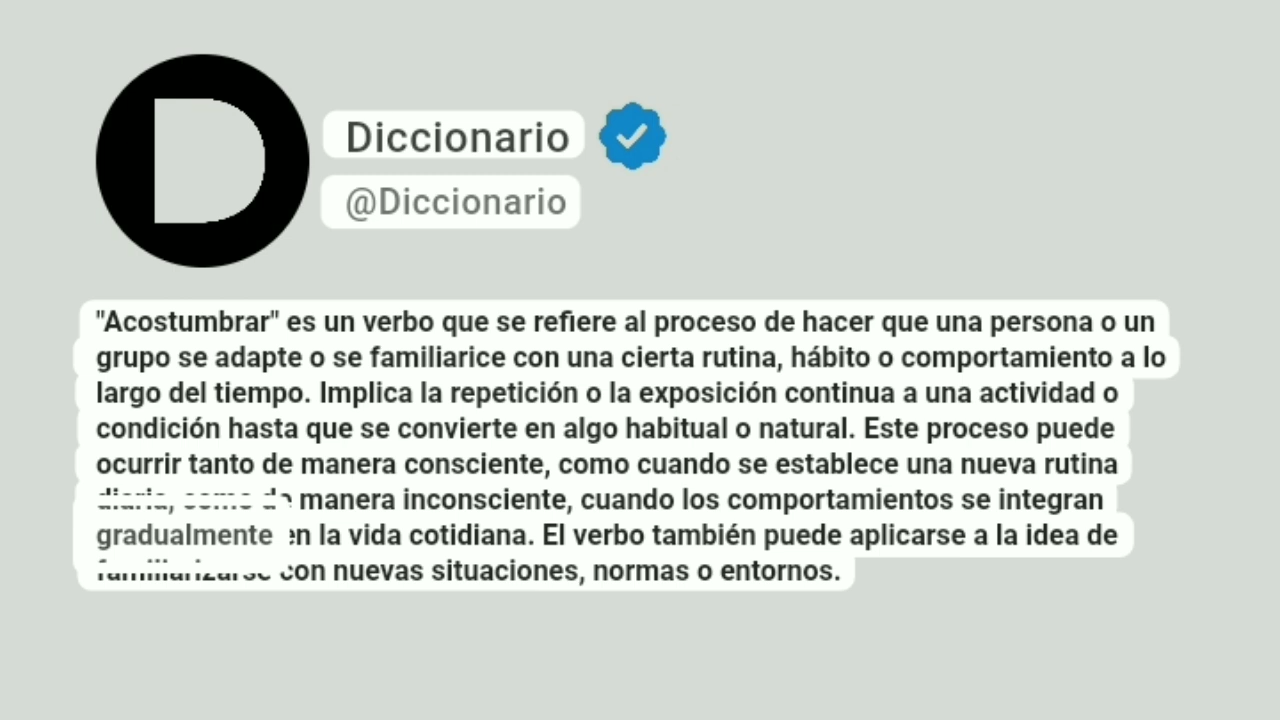 D
Diccionario
@Diccionario
"Acostumbrar" es un verbo que se refiere al proceso de hacer que una persona o un
grupo se adapte o se familiarice con una cierta rutina, hábito o comportamiento a lo
largo del tiempo. Implica la repetición o la exposición continua a una actividad o
condición hasta que se convierte en algo habitual o natural. Este proceso puede
ocurrir tanto de manera consciente, como cuando se establece una nueva rutina
diaria, como de manera inconsciente, cuando los comportamientos se integran
gradualmente en la vida cotidiana. El verbo también puede aplicarse a la idea de
familiarizarse con nuevas situaciones, normas o entornos.